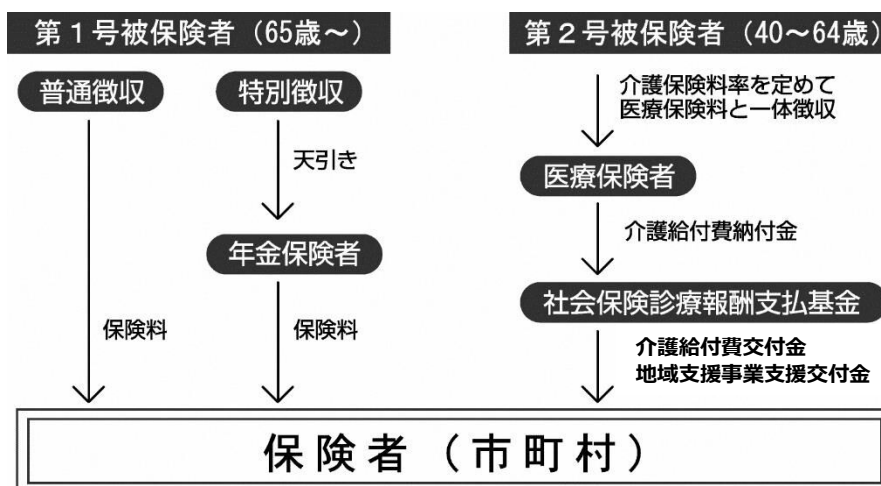 第１号被保険者（65歳～）
普通徴収
特別徴収
天引き
年金保険者
保険料
保険料
第２号被保険者（40～64歳）
介護保険料率を定めて
医療保険料と一体徴収
医療保険者
介護給付費納付金
社会保険診療報酬支払基金
介護給付費交付金
地域支援事業支援交付金
保険者（市町村）